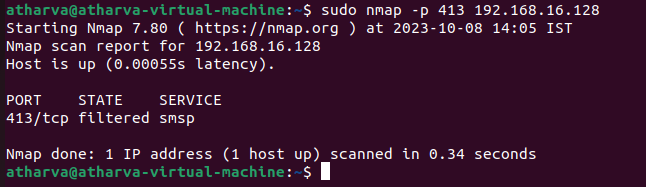 atharva@atharva-virtual-machine:~$ sudo nmap -p 413 192.168.16.128
Starting Nmap 7.80 ( https://nmap.org ) at 2023-10-08 14:05 IST
Nmap scan report for 192.168.16.128
Host is up (0.00055s latency).

PORT    STATE    SERVICE
413/tcp filtered smsp

Nmap done: 1 IP address (1 host up) scanned in 0.34 seconds
atharva@atharva-virtual-machine:~$